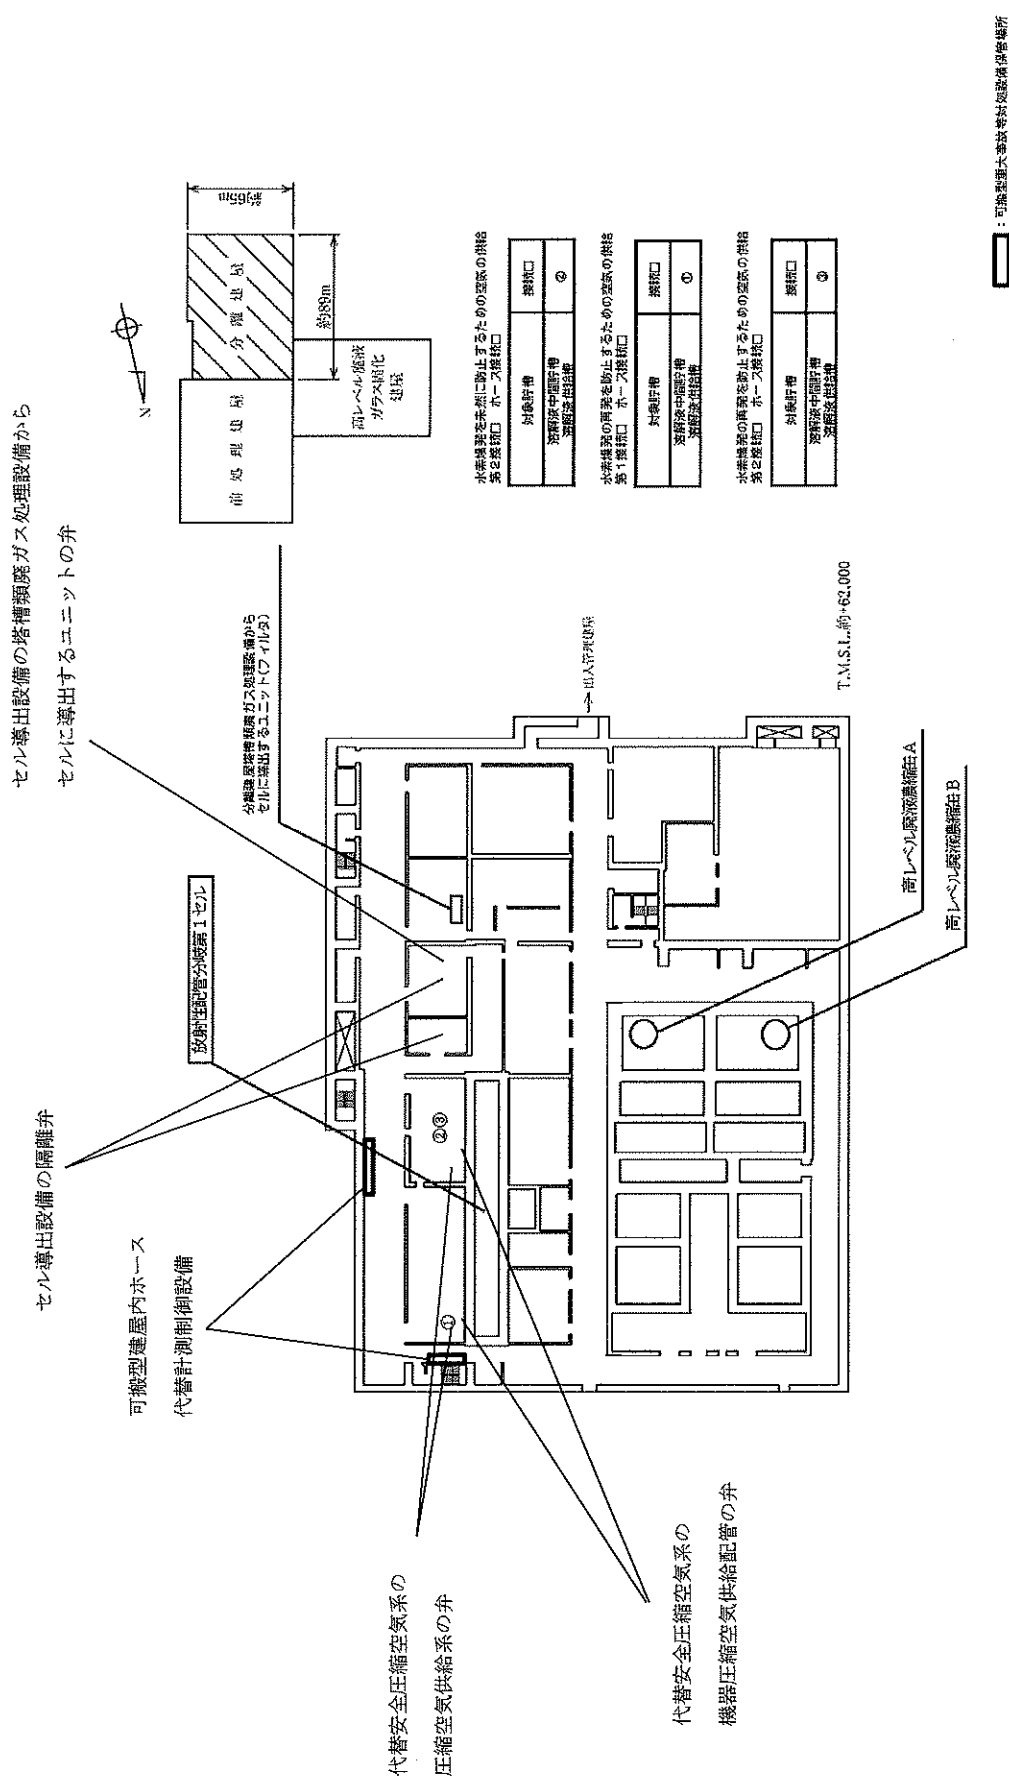 セル導出設備の塔槽類廃ガス処理設備から
セルに導出するユニットの弁
セル導出設備の隔離弁
可搬型建屋内ホース
代替計測制御設備
代替安全圧縮空気系の
圧縮空気供給系の弁
代替安全圧縮空気系の
機器圧縮空気供給配管の弁
放射性配管分岐第1セル
分離建屋塔槽類廃ガス処理設備から
セルに導出するユニット(フィルタ)
①
②③
→出入管理建屋
高レベル廃液濃縮缶A
高レベル廃液濃縮缶B
T.M.S.L.約+62,000
N
前処理建屋
分離建屋
高レベル廃液
ガラス固化
建屋
約89m
約65m
水素爆発を未然に防止するための空気の供給
第2接続口 ホース接続口
対象貯槽 接続口
溶解液中間貯槽
溶解液供給槽
②
水素爆発の再発を防止するための空気の供給
第1接続口 ホース接続口
対象貯槽 接続口
溶解液中間貯槽
溶解液供給槽
①
水素爆発の再発を防止するための空気の供給
第2接続口 ホース接続口
対象貯槽 接続口
溶解液中間貯槽
溶解液供給槽
③
：可搬型重大事故等対処設備保管場所